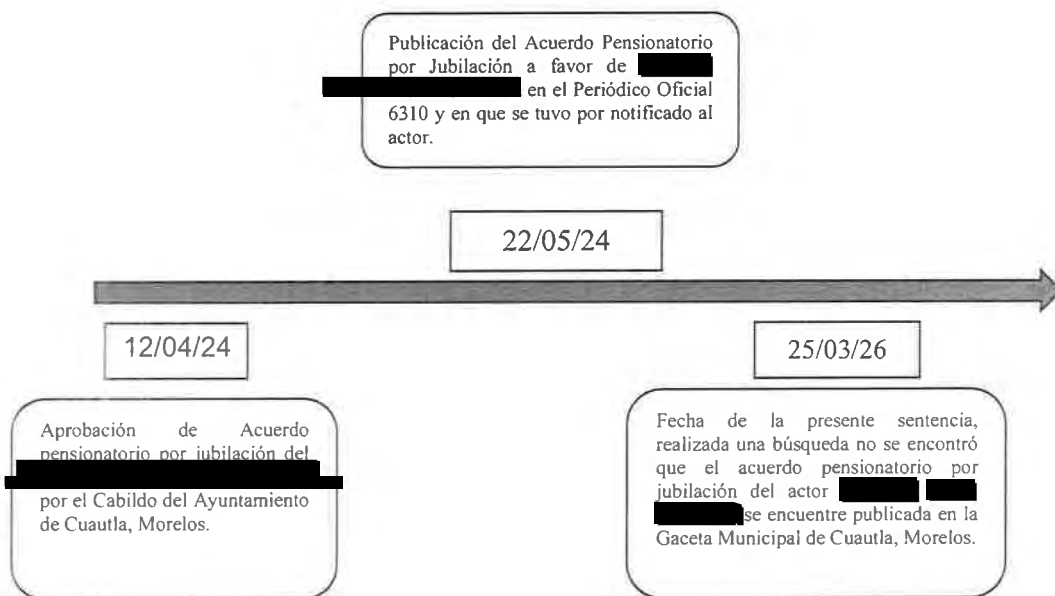 Publicación del Acuerdo Pensionatorio
por Jubilación a favor de
en el Periódico Oficial
6310 y en que se tuvo por notificado al
actor.
22/05/24
12/04/24
25/03/26
Aprobación de Acuerdo
pensionatorio por jubilación del
por el Cabildo del Ayuntamiento
de Cuautla, Morelos.
Fecha de la presente sentencia,
realizada una búsqueda no se encontró
que el acuerdo pensionatorio por
jubilación del actor
se encuentre publicada en la
Gaceta Municipal de Cuautla, Morelos.